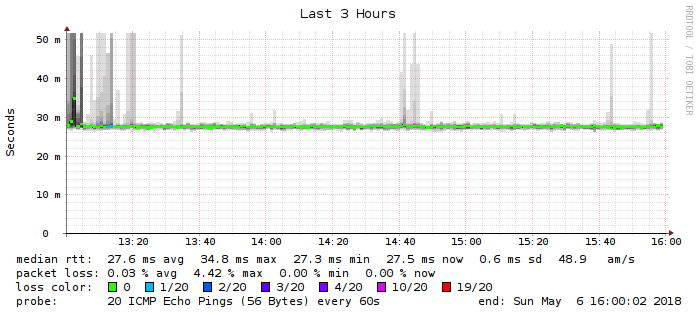 Last 3 Hours
RRDTOOL / TOBI OETIKER
Seconds
50 m
40 m
30 m
20 m
10 m
0
13:20 13:40 14:00 14:20 14:40 15:00 15:20 15:40 16:00
median rtt: 27.6 ms avg 34.8 ms max 27.3 ms min 27.5 ms now 0.6 ms sd 48.9 am/s
packet loss: 0.03 % avg 4.42 % max 0.00 % min 0.00 % now
loss color: 0 1/20 2/20 3/20 4/20 10/20 19/20
probe: 20 ICMP Echo Pings (56 Bytes) every 60s end: Sun May 6 16:00:02 2018